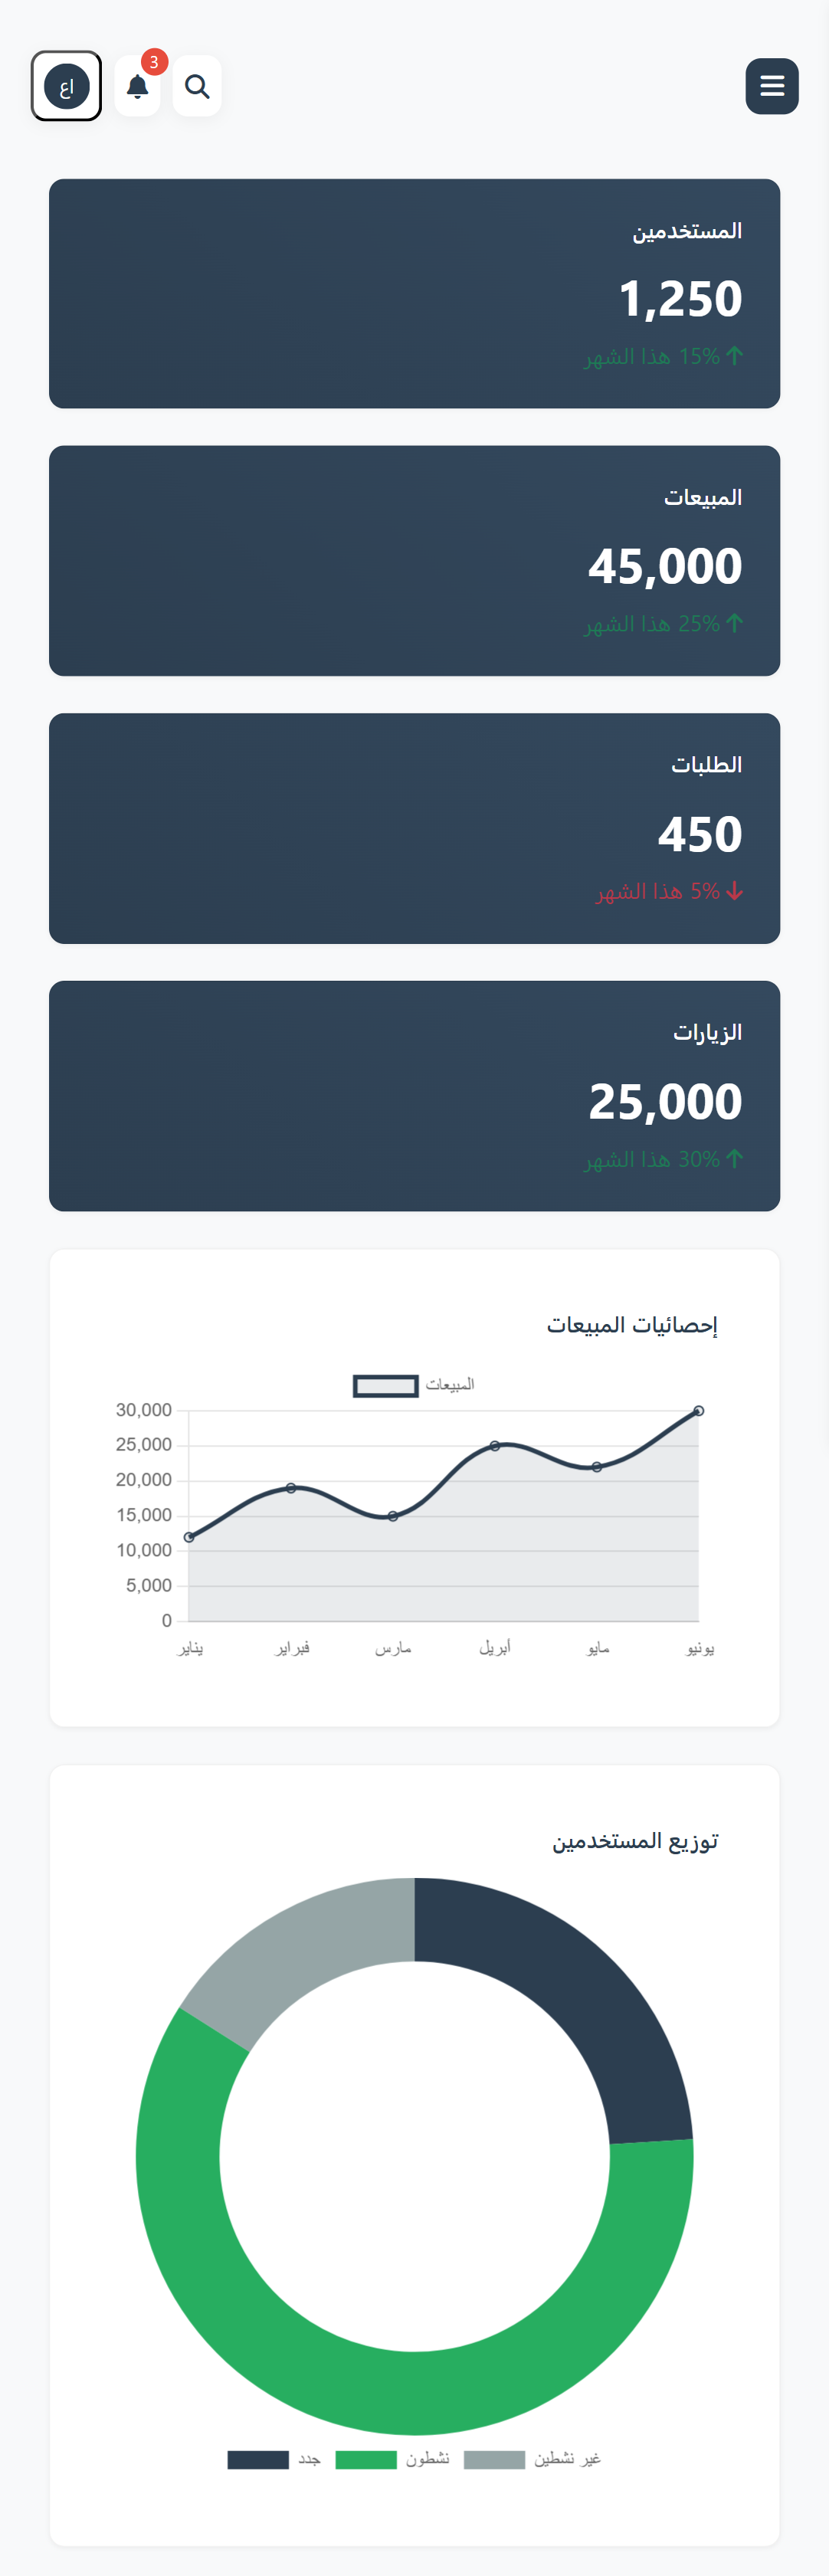 اع
3
المستخدمين
1,250
15% هذا الشهر
المبيعات
45,000
25% هذا الشهر
الطلبات
450
5% هذا الشهر
الزيارات
25,000
30% هذا الشهر
إحصائيات المبيعات
المبيعات
30,000
25,000
20,000
15,000
10,000
5,000
0
يناير فبراير مارس أبريل مايو يونيو
توزيع المستخدمين
جدد نشطون غير نشطين